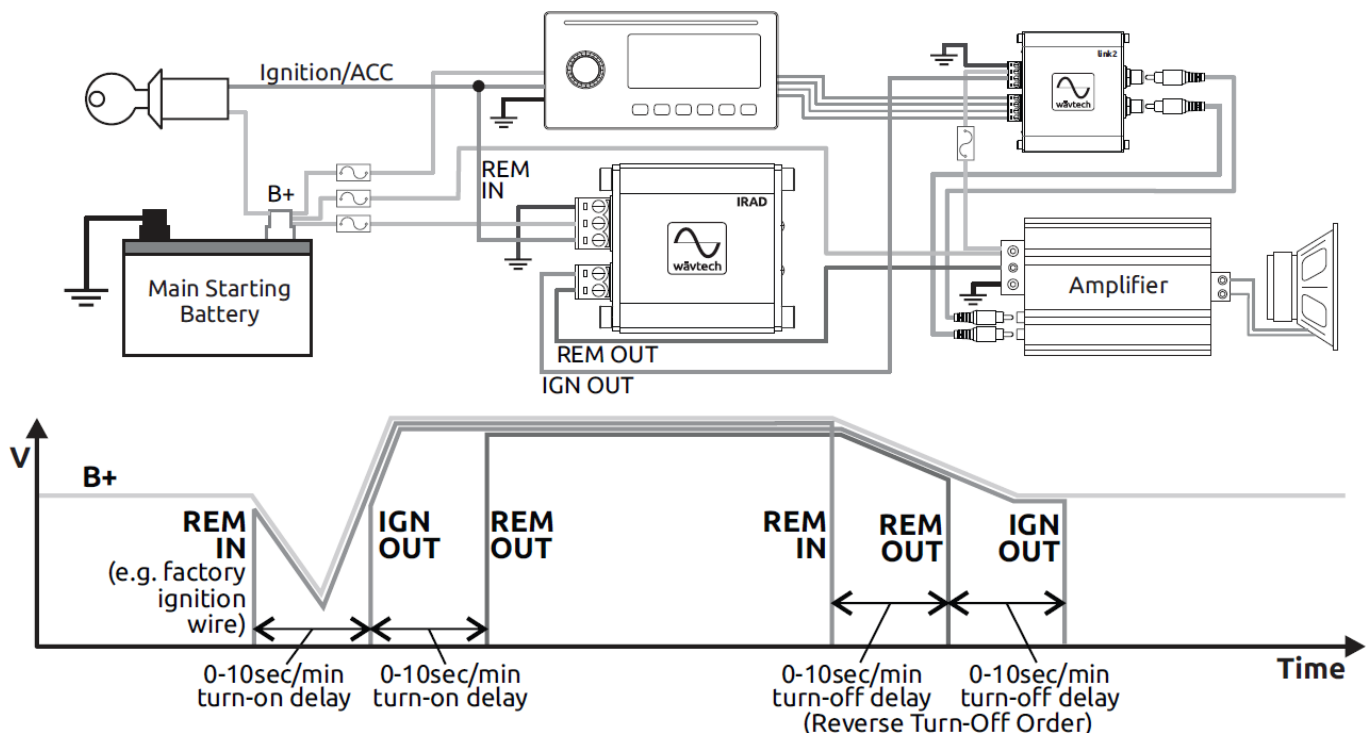 Ignition/ACC
link2
wāvtech
REM
IN
B+
IRAD
wāvtech
Main Starting
Battery
Amplifier
REM OUT
IGN OUT
V
B+
REM
IN
(e.g. factory
ignition
wire)
IGN
OUT
REM
OUT
REM
IN
REM
OUT
IGN
OUT
Time
0-10sec/min
turn-on delay
0-10sec/min
turn-on delay
0-10sec/min
turn-off delay
0-10sec/min
turn-off delay
(Reverse Turn-Off Order)